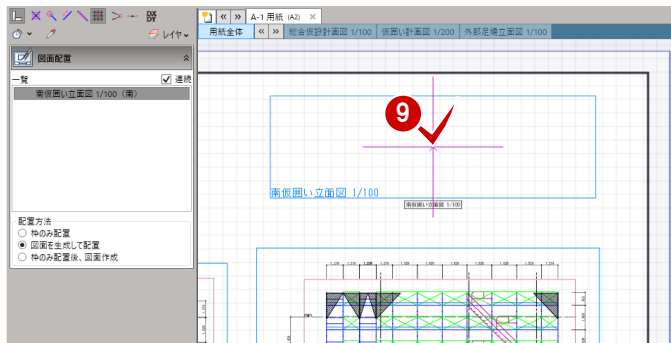 DX
DY
A-1 用紙 (A2)
レイヤ
用紙全体
総合仮設計画図 1/100
仮囲い計画図 1/200
外部足場立面図 1/100
図面配置
一覧
連続
南仮囲い立面図 1/100（南）
9
南仮囲い立面図 1/100
南仮囲い立面図 1/100
配置方法
枠のみ配置
図面を生成して配置
枠のみ配置後、図面作成